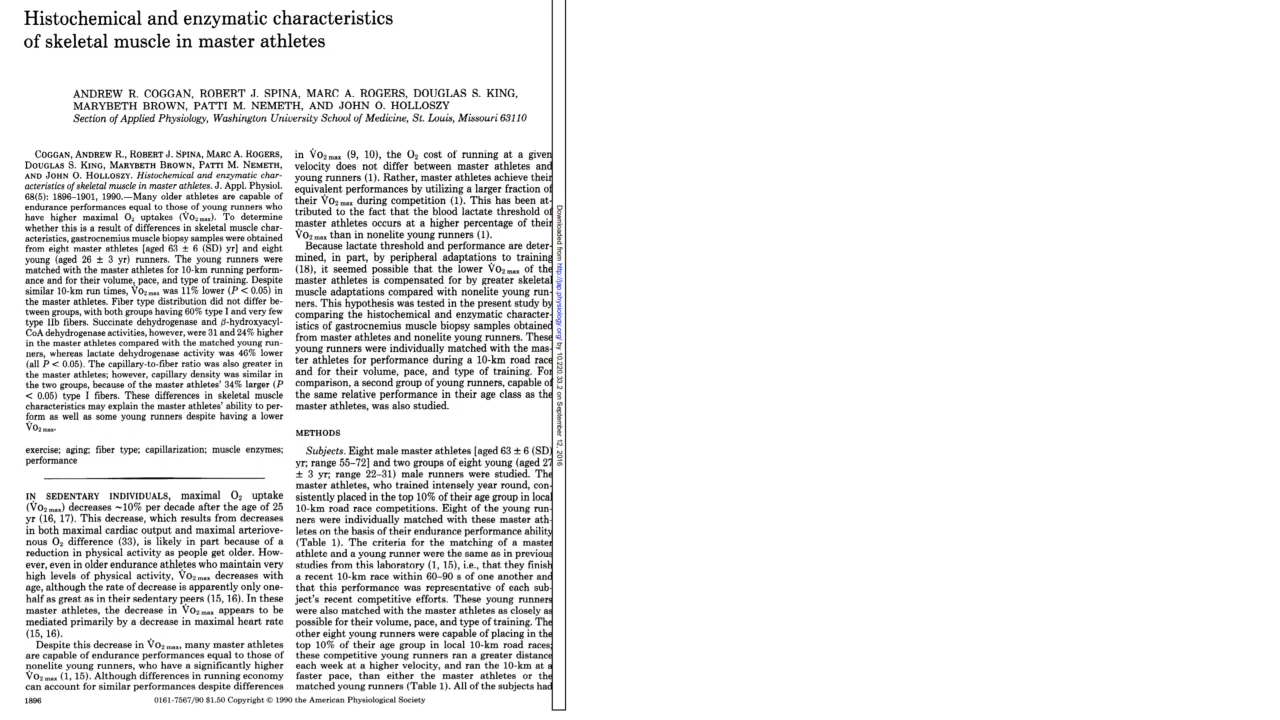 Histochemical and enzymatic characteristics
of skeletal muscle in master athletes
ANDREW R. COGGAN, ROBERT J. SPINA, MARC A. ROGERS, DOUGLAS S. KING,
MARYBETH BROWN, PATTI M. NEMETH, AND JOHN O. HOLLOSZY
Section of Applied Physiology, Washington University School of Medicine, St. Louis, Missouri 63110
COGGAN, ANDREW R., ROBERT J. SPINA, MARC A. ROGERS,
DOUGLAS S. KING, MARYBETH BROWN, PATTI M. NEMETH,
AND JOHN O. HOLLOSZY. Histochemical and enzymatic char-
acteristics of skeletal muscle in master athletes. J. Appl. Physiol.
68(5): 1896-1901, 1990.—Many older athletes are capable of
endurance performances equal to those of young runners who
have higher maximal O₂ uptakes (V̇O₂ max). To determine
whether this is a result of differences in skeletal muscle char-
acteristics, gastrocnemius muscle biopsy samples were obtained
from eight master athletes [aged 63 ± 6 (SD) yr] and eight
young (aged 26 ± 3 yr) runners. The young runners were
matched with the master athletes for 10-km running perform-
ance and for their volume, pace, and type of training. Despite
similar 10-km run times, V̇O₂ max was 11% lower (P < 0.05) in
the master athletes. Fiber type distribution did not differ be-
tween groups, with both groups having 60% type I and very few
type IIb fibers. Succinate dehydrogenase and β-hydroxyacyl-
CoA dehydrogenase activities, however, were 31 and 24% higher
in the master athletes compared with the matched young run-
ners, whereas lactate dehydrogenase activity was 46% lower
(all P < 0.05). The capillary-to-fiber ratio was also greater in
the master athletes; however, capillary density was similar in
the two groups, because of the master athletes' 34% larger (P
< 0.05) type I fibers. These differences in skeletal muscle
characteristics may explain the master athletes' ability to per-
form as well as some young runners despite having a lower
V̇O₂ max.
exercise; aging; fiber type; capillarization; muscle enzymes;
performance
IN SEDENTARY INDIVIDUALS, maximal O₂ uptake
(V̇O₂ max) decreases ~10% per decade after the age of 25
yr (16, 17). This decrease, which results from decreases
in both maximal cardiac output and maximal arteriove-
nous O₂ difference (33), is likely in part because of a
reduction in physical activity as people get older. How-
ever, even in older endurance athletes who maintain very
high levels of physical activity, V̇O₂ max decreases with
age, although the rate of decrease is apparently only one-
half as great as in their sedentary peers (15, 16). In these
master athletes, the decrease in V̇O₂ max appears to be
mediated primarily by a decrease in maximal heart rate
(15, 16).
Despite this decrease in V̇O₂ max, many master athletes
are capable of endurance performances equal to those of
nonelite young runners, who have a significantly higher
V̇O₂ max (1, 15). Although differences in running economy
can account for similar performances despite differences
in V̇O₂ max (9, 10), the O₂ cost of running at a given
velocity does not differ between master athletes and
young runners (1). Rather, master athletes achieve their
equivalent performances by utilizing a larger fraction of
their V̇O₂ max during competition (1). This has been at-
tributed to the fact that the blood lactate threshold of
master athletes occurs at a higher percentage of their
V̇O₂ max than in nonelite young runners (1).
Because lactate threshold and performance are deter-
mined, in part, by peripheral adaptations to training
(18), it seemed possible that the lower V̇O₂ max of the
master athletes is compensated for by greater skeletal
muscle adaptations compared with nonelite young run-
ners. This hypothesis was tested in the present study by
comparing the histochemical and enzymatic character-
istics of gastrocnemius muscle biopsy samples obtained
from master athletes and nonelite young runners. These
young runners were individually matched with the mas-
ter athletes for performance during a 10-km road race
and for their volume, pace, and type of training. For
comparison, a second group of young runners, capable of
the same relative performance in their age class as the
master athletes, was also studied.
METHODS
Subjects. Eight male master athletes [aged 63 ± 6 (SD)
yr; range 55-72] and two groups of eight young (aged 27
± 3 yr; range 22-31) male runners were studied. The
master athletes, who trained intensely year round, con-
sistently placed in the top 10% of their age group in local
10-km road race competitions. Eight of the young run-
ners were individually matched with these master ath-
letes on the basis of their endurance performance ability
(Table 1). The criteria for the matching of a master
athlete and a young runner were the same as in previous
studies from this laboratory (1, 15), i.e., that they finish
a recent 10-km race within 60-90 s of one another and
that this performance was representative of each sub-
ject's recent competitive efforts. These young runners
were also matched with the master athletes as closely as
possible for their volume, pace, and type of training. The
other eight young runners were capable of placing in the
top 10% of their age group in local 10-km road races;
these competitive young runners ran a greater distance
each week at a higher velocity, and ran the 10-km at a
faster pace, than either the master athletes or the
matched young runners (Table 1). All of the subjects had
1896
0161-7567/90 $1.50 Copyright © 1990 the American Physiological Society
Downloaded from http://jap.physiology.org/ by 10.220.33.2 on September 12, 2016